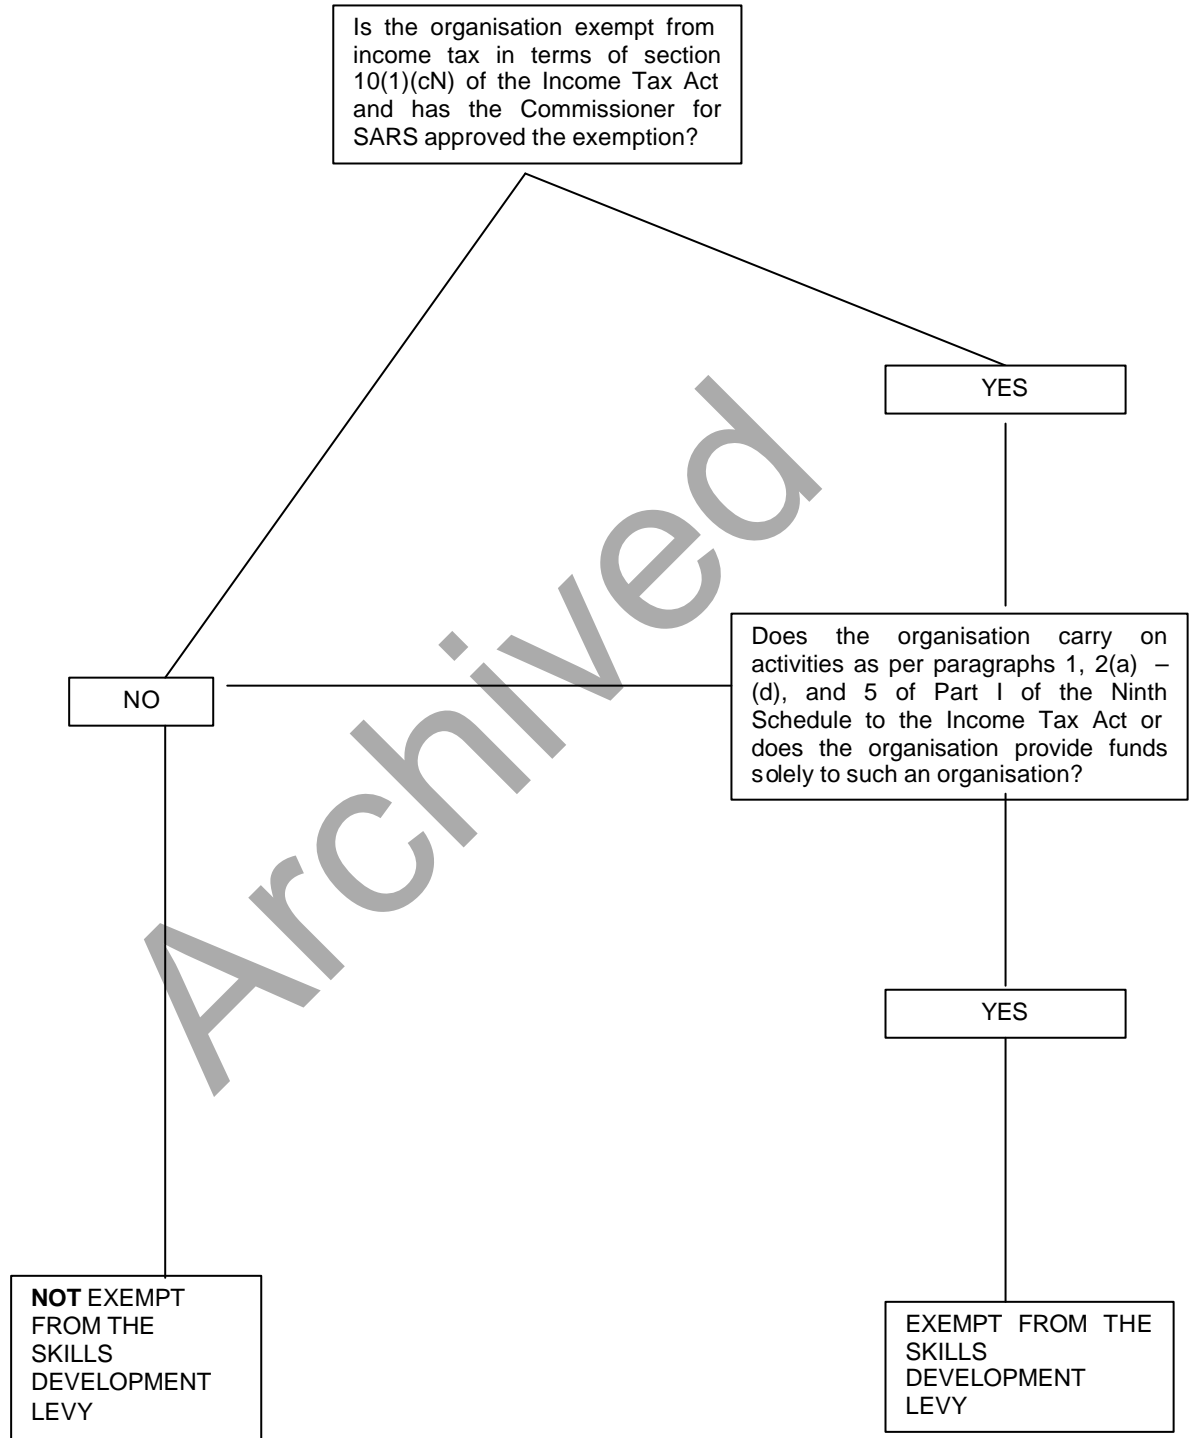 Is the organisation exempt from
income tax in terms of section
10(1)(cN) of the Income Tax Act
and has the Commissioner for
SARS approved the exemption?
YES
Does the organisation carry on
activities as per paragraphs 1, 2(a) –
(d), and 5 of Part I of the Ninth
Schedule to the Income Tax Act or
does the organisation provide funds
solely to such an organisation?
NO
Archived
YES
NOT EXEMPT
FROM THE
SKILLS
DEVELOPMENT
LEVY
EXEMPT FROM THE
SKILLS
DEVELOPMENT
LEVY